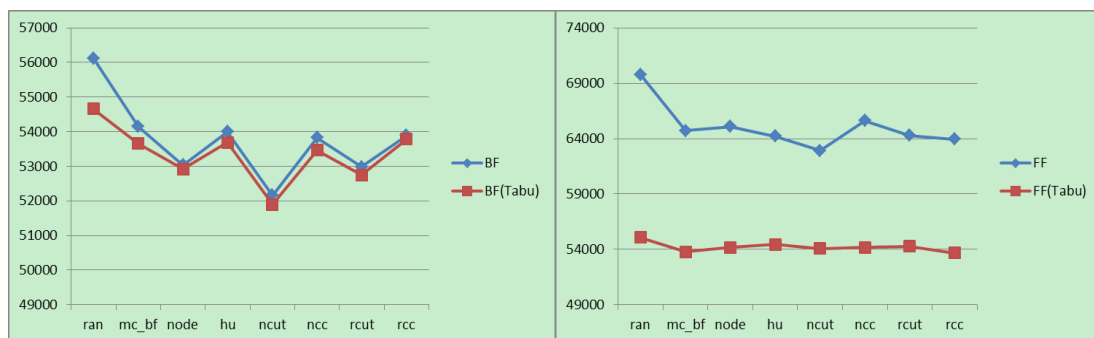 57000
56000
55000
54000
53000
52000
51000
50000
49000
ran mc_bf node hu ncut ncc rcut rcc
BF
BF(Tabu)
74000
69000
64000
59000
54000
49000
ran mc_bf node hu ncut ncc rcut rcc
FF
FF(Tabu)